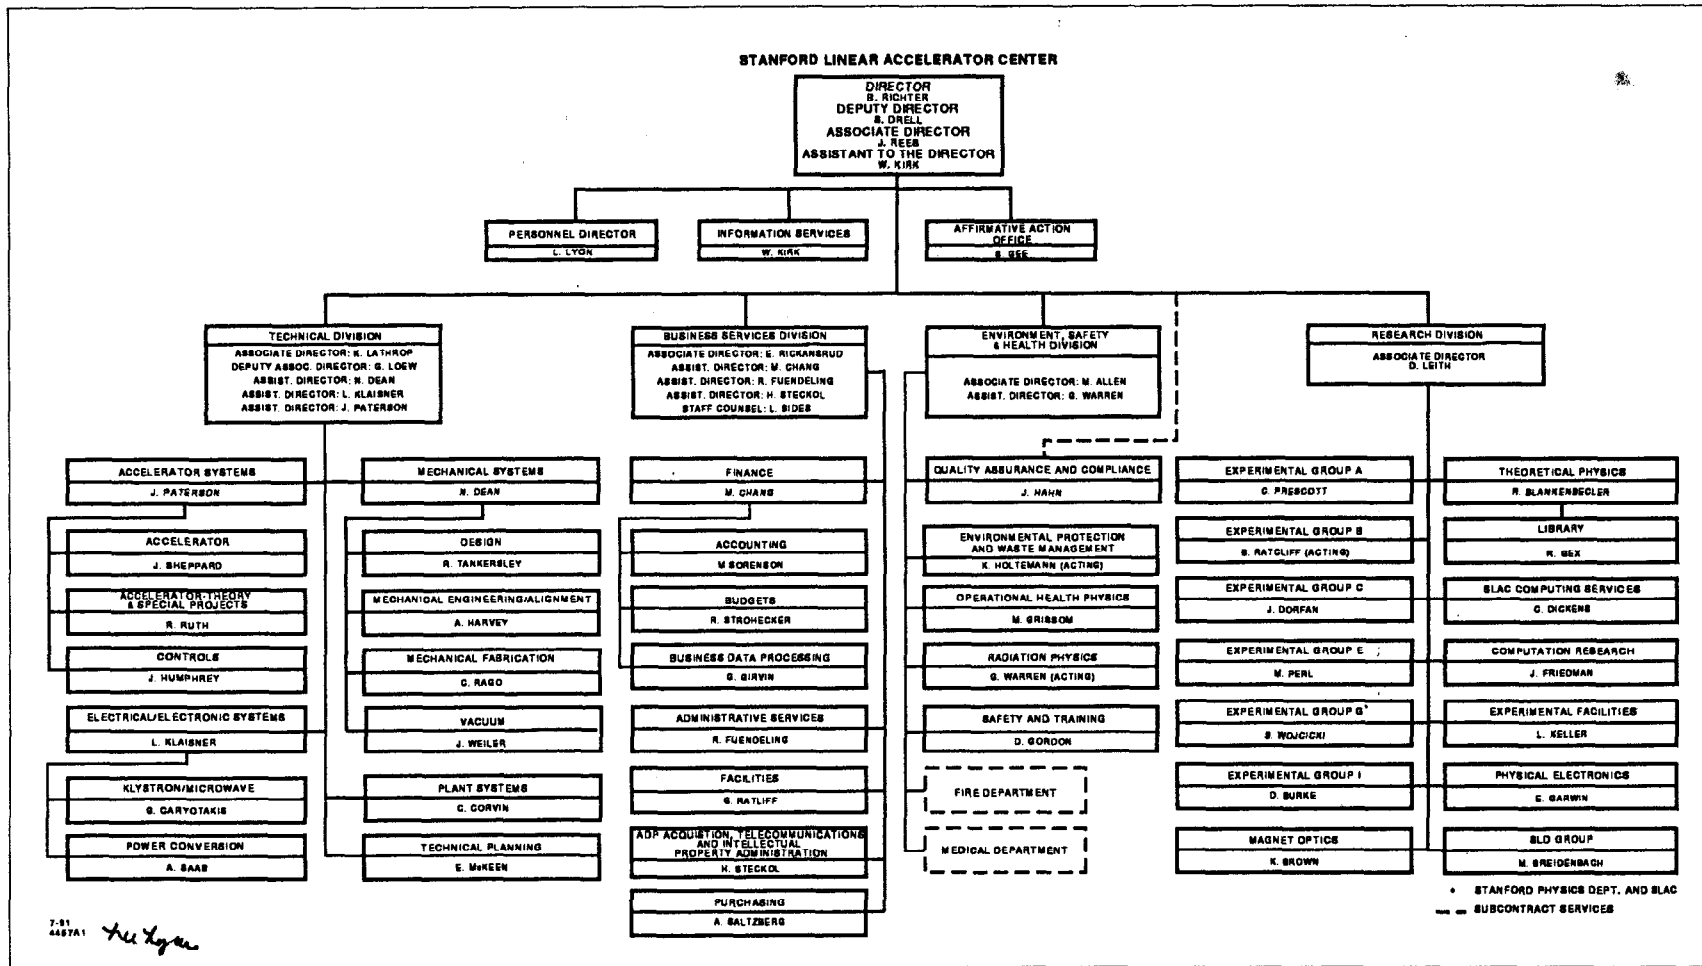 STANFORD LINEAR ACCELERATOR CENTER
DIRECTOR
B. RICHTER
DEPUTY DIRECTOR
S. DRELL
ASSOCIATE DIRECTOR
J. REES
ASSISTANT TO THE DIRECTOR
W. KIRK
PERSONNEL DIRECTOR
L. LYON
INFORMATION SERVICES
W. KIRK
AFFIRMATIVE ACTION
OFFICE
GEE
TECHNICAL DIVISION
ASSOCIATE DIRECTOR: K. LATHROP
DEPUTY ASSOC. DIRECTOR: G. LOEW
ASSIST. DIRECTOR: N. DEAN
ASSIST. DIRECTOR: L. KLAISNER
ASSIST. DIRECTOR: J. PATERSON
BUSINESS SERVICES DIVISION
ASSOCIATE DIRECTOR: E. RICKANSRUD
ASSIST. DIRECTOR: M. CHANG
ASSIST. DIRECTOR: R. FUENDELING
ASSIST. DIRECTOR: H. STECKOL
STAFF COUNSEL: L. SIDES
ENVIRONMENT, SAFETY
& HEALTH DIVISION
ASSOCIATE DIRECTOR: M. ALLEN
ASSIST. DIRECTOR: G. WARREN
RESEARCH DIVISION
ASSOCIATE DIRECTOR
D. LEITH
ACCELERATOR SYSTEMS
J. PATERSON
ACCELERATOR
J. SHEPPARD
ACCELERATOR-THEORY
& SPECIAL PROJECTS
R. RUTH
CONTROLS
J. HUMPHREY
ELECTRICAL/ELECTRONIC SYSTEMS
L. KLAISNER
KLYSTRON/MICROWAVE
G. CARYOTAKIS
POWER CONVERSION
A. SAAB
MECHANICAL SYSTEMS
N. DEAN
DESIGN
R. TANKERSLEY
MECHANICAL ENGINEERING/ALIGNMENT
A. HARVEY
MECHANICAL FABRICATION
C. RAGO
VACUUM
J. WEILER
PLANT SYSTEMS
C. CORVIN
TECHNICAL PLANNING
E. McKEEN
FINANCE
M. CHANG
ACCOUNTING
M SORENSON
BUDGETS
R. STROHECKER
BUSINESS DATA PROCESSING
G. GIRVIN
ADMINISTRATIVE SERVICES
R. FUENDELING
FACILITIES
G. RATLIFF
ADP ACQUISTION, TELECOMMUNICATIONS
AND INTELLECTUAL
PROPERTY ADMINISTRATION
H. STECKOL
PURCHASING
A. SALTZBERG
QUALITY ASSURANCE AND COMPLIANCE
J. HAHN
ENVIRONMENTAL PROTECTION
AND WASTE MANAGEMENT
K. HOLTEMANN (ACTING)
OPERATIONAL HEALTH PHYSICS
M. GRISSOM
RADIATION PHYSICS
G. WARREN (ACTING)
SAFETY AND TRAINING
D. GORDON
FIRE DEPARTMENT
MEDICAL DEPARTMENT
EXPERIMENTAL GROUP A
C. PRESCOTT
EXPERIMENTAL GROUP B
B. RATCLIFF (ACTING)
EXPERIMENTAL GROUP C
J. DORFAN
EXPERIMENTAL GROUP E
M. PERL
EXPERIMENTAL GROUP G*
S. WOJCICKI
EXPERIMENTAL GROUP I
D. BURKE
MAGNET OPTICS
K. BROWN
THEORETICAL PHYSICS
R. BLANKENBECLER
LIBRARY
R. GEX
SLAC COMPUTING SERVICES
C. DICKENS
COMPUTATION RESEARCH
J. FRIEDMAN
EXPERIMENTAL FACILITIES
L. KELLER
PHYSICAL ELECTRONICS
E. GARWIN
SLD GROUP
M. BREIDENBACH
* STANFORD PHYSICS DEPT. AND SLAC
SUBCONTRACT SERVICES
7-91
4457A1